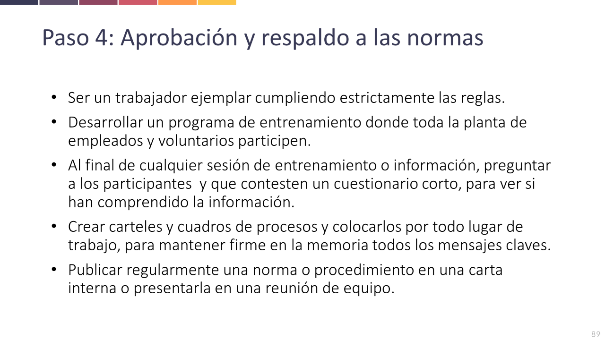 Paso 4: Aprobación y respaldo a las normas
• Ser un trabajador ejemplar cumpliendo estrictamente las reglas.
• Desarrollar un programa de entrenamiento donde toda la planta de
empleados y voluntarios participen.
• Al final de cualquier sesión de entrenamiento o información, preguntar
a los participantes y que contesten un cuestionario corto, para ver si
han comprendido la información.
• Crear carteles y cuadros de procesos y colocarlos por todo lugar de
trabajo, para mantener firme en la memoria todos los mensajes claves.
• Publicar regularmente una norma o procedimiento en una carta
interna o presentarla en una reunión de equipo.
89